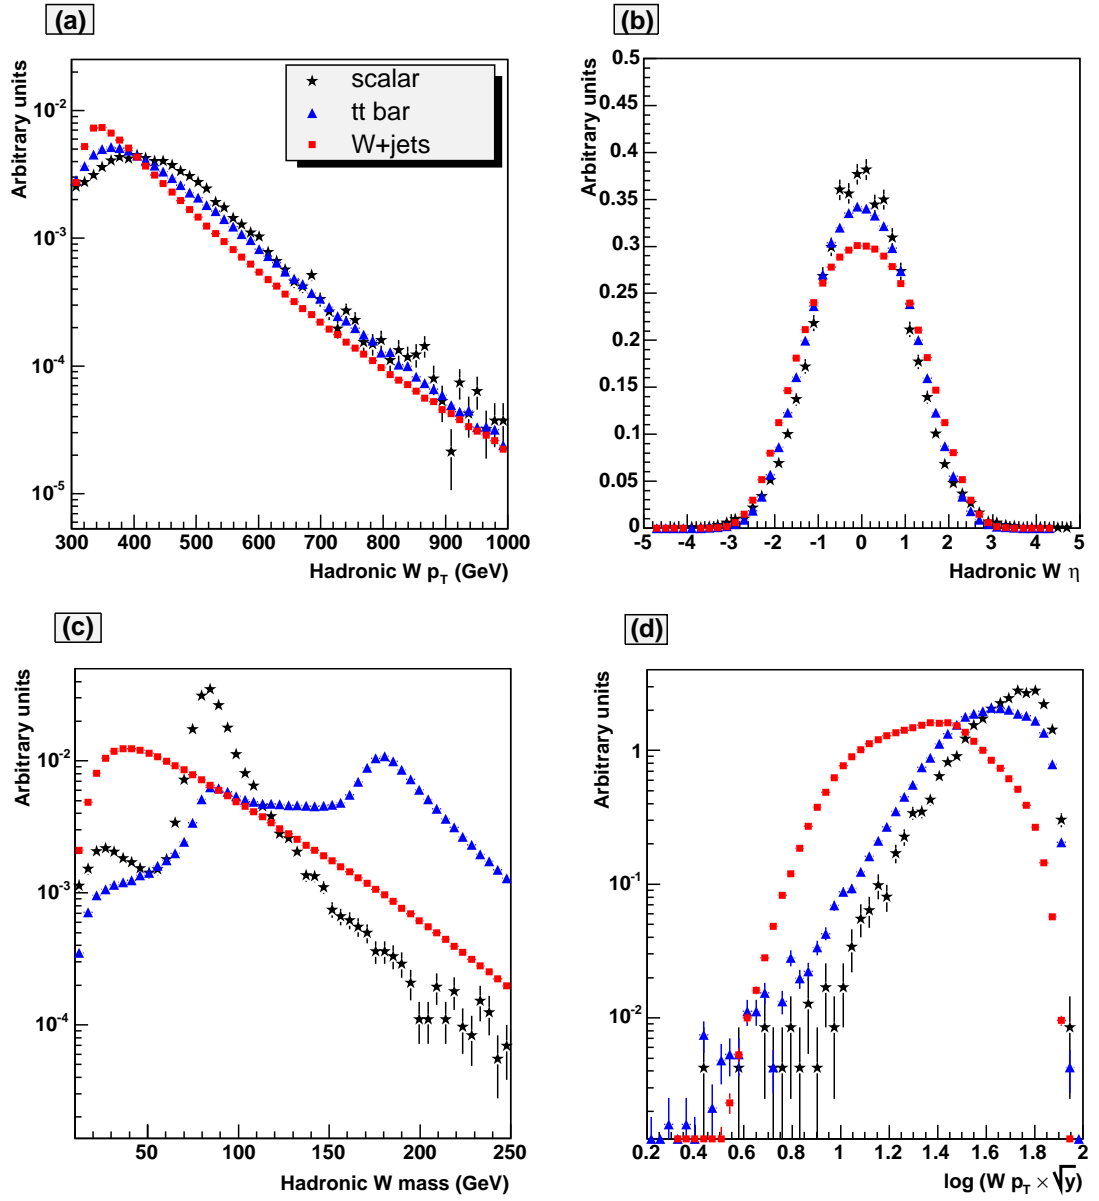 (a)
Arbitrary units
10^-2
10^-3
10^-4
10^-5
scalar
tt bar
W+jets
300 400 500 600 700 800 900 1000
Hadronic W p_T (GeV)
(b)
Arbitrary units
0.5
0.45
0.4
0.35
0.3
0.25
0.2
0.15
0.1
0.05
0
-5 -4 -3 -2 -1 0 1 2 3 4 5
Hadronic W η
(c)
Arbitrary units
10^-2
10^-3
10^-4
50 100 150 200 250
Hadronic W mass (GeV)
(d)
Arbitrary units
1
10^-1
10^-2
0.2 0.4 0.6 0.8 1 1.2 1.4 1.6 1.8 2
log (W p_T × √y)